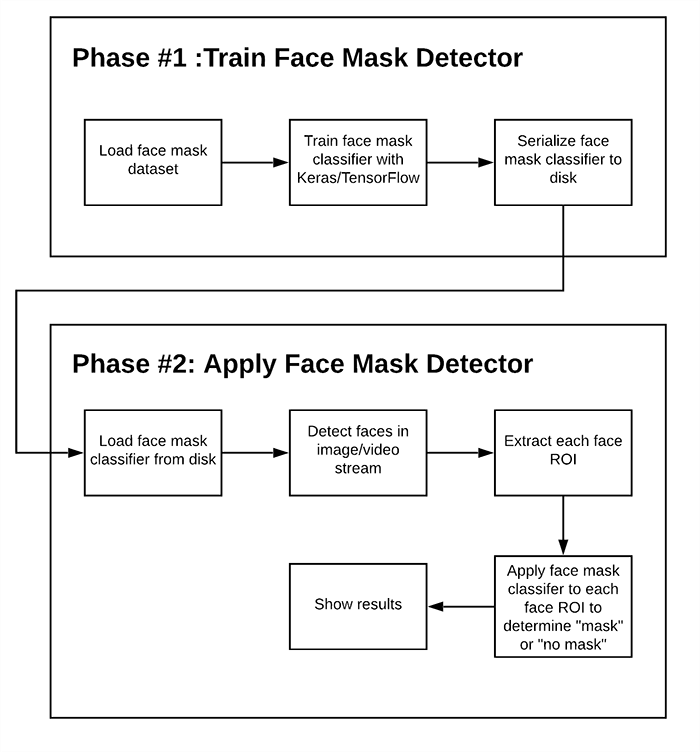 Phase #1 :Train Face Mask Detector
Load face mask
dataset
Train face mask
classifier with
Keras/TensorFlow
Serialize face
mask classifier to
disk
Phase #2: Apply Face Mask Detector
Load face mask
classifier from disk
Detect faces in
image/video
stream
Extract each face
ROI
Apply face mask
classifer to each
face ROI to
determine "mask"
or "no mask"
Show results